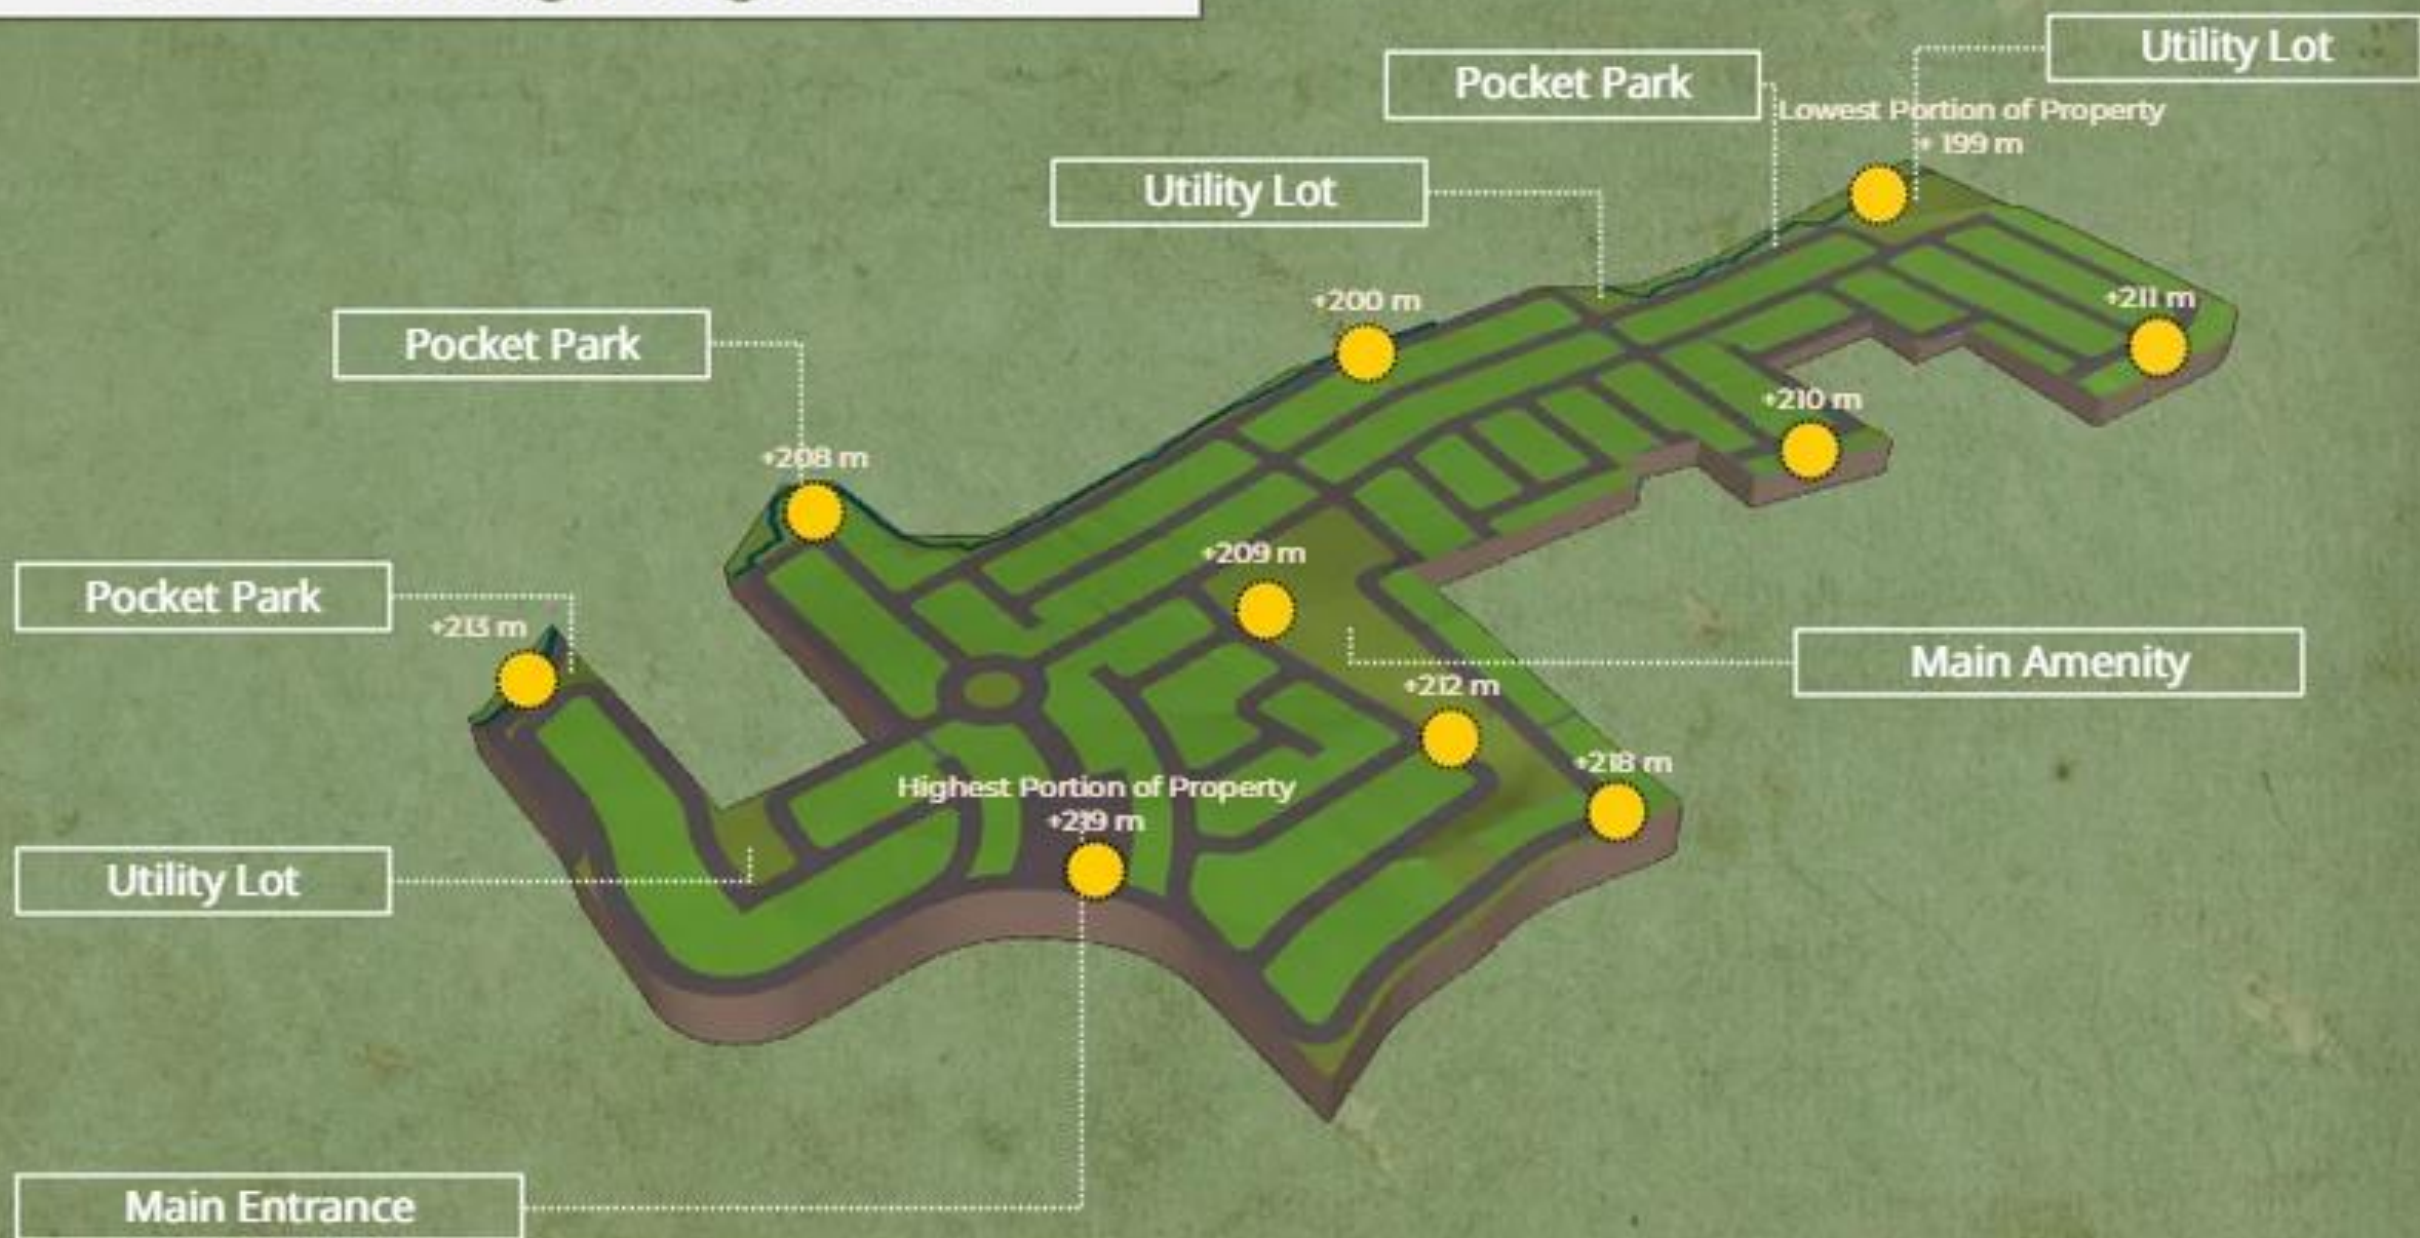 Utility Lot
Pocket Park
Lowest Portion of Property
+ 199 m
Utility Lot
+200 m
+211 m
Pocket Park
+210 m
+208 m
+209 m
Pocket Park
+213 m
Main Amenity
+212 m
+218 m
Highest Portion of Property
+219 m
Utility Lot
Main Entrance